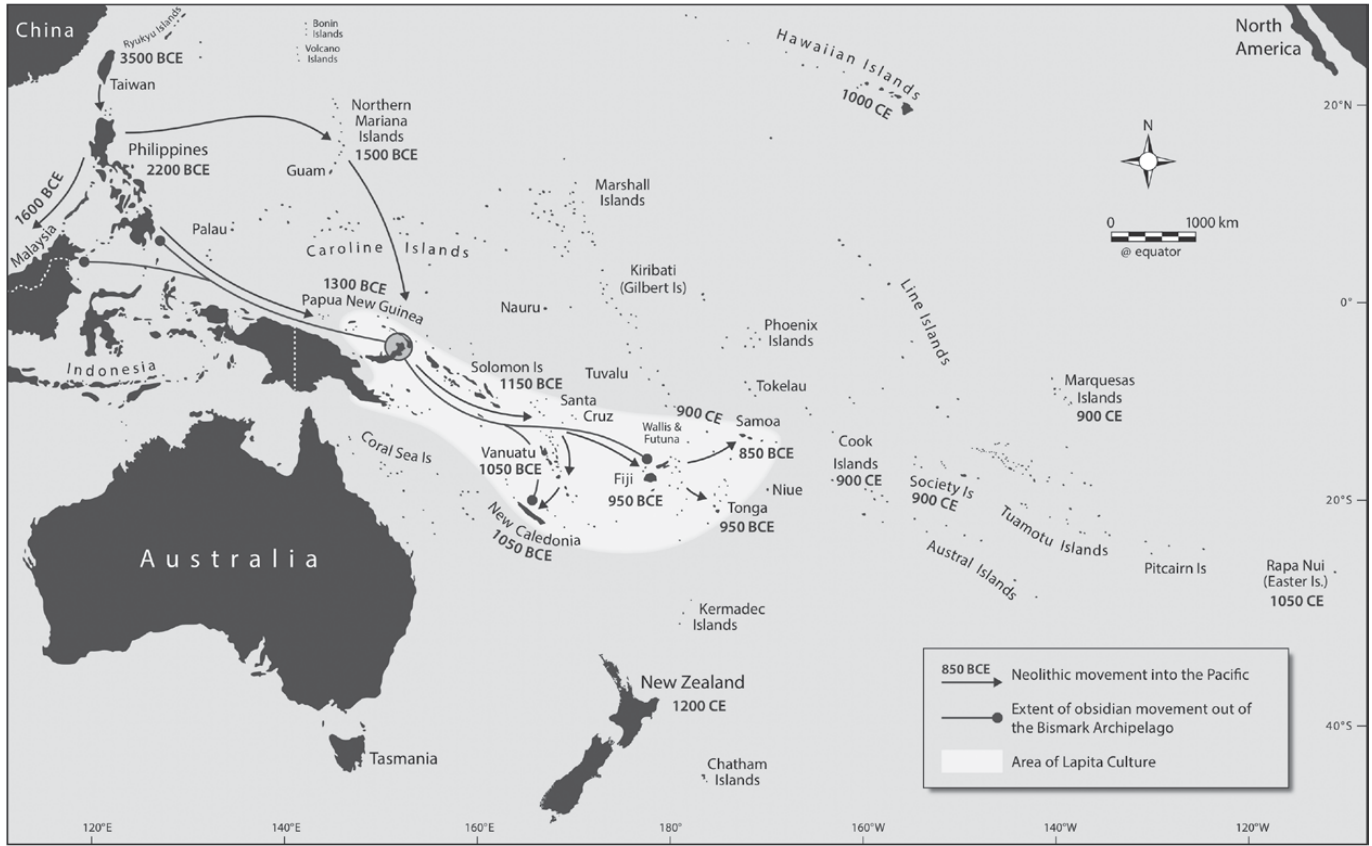 China
Ryukyu Islands
3500 BCE
Taiwan
Bonin
Islands
Volcano
Islands
Hawaiian Islands
1000 CE
North
America
20°N
Northern
Mariana
Islands
1500 BCE
Guam
Philippines
2200 BCE
1600 BCE
Malaysia
Palau
Caroline Islands
Marshall
Islands
N
0 1000 km
@ equator
1300 BCE
Papua New Guinea
Nauru
Kiribati
(Gilbert Is)
Line Islands
0°
Phoenix
Islands
Indonesia
Solomon Is
1150 BCE
Tuvalu
Tokelau
Marquesas
Islands
900 CE
Santa
Cruz
900 CE
Wallis &
Futuna
Samoa
850 BCE
Coral Sea Is
Vanuatu
1050 BCE
Fiji
950 BCE
Niue
Tonga
950 BCE
Cook
Islands
900 CE
Society Is
900 CE
Tuamotu Islands
20°S
New Caledonia
1050 BCE
Australia
Austral Islands
Pitcairn Is
Rapa Nui
(Easter Is.)
1050 CE
Kermadec
Islands
New Zealand
1200 CE
Tasmania
Chatham
Islands
850 BCE
Neolithic movement into the Pacific
Extent of obsidian movement out of
the Bismark Archipelago
Area of Lapita Culture
40°S
120°E 140°E 160°E 180° 160°W 140°W 120°W